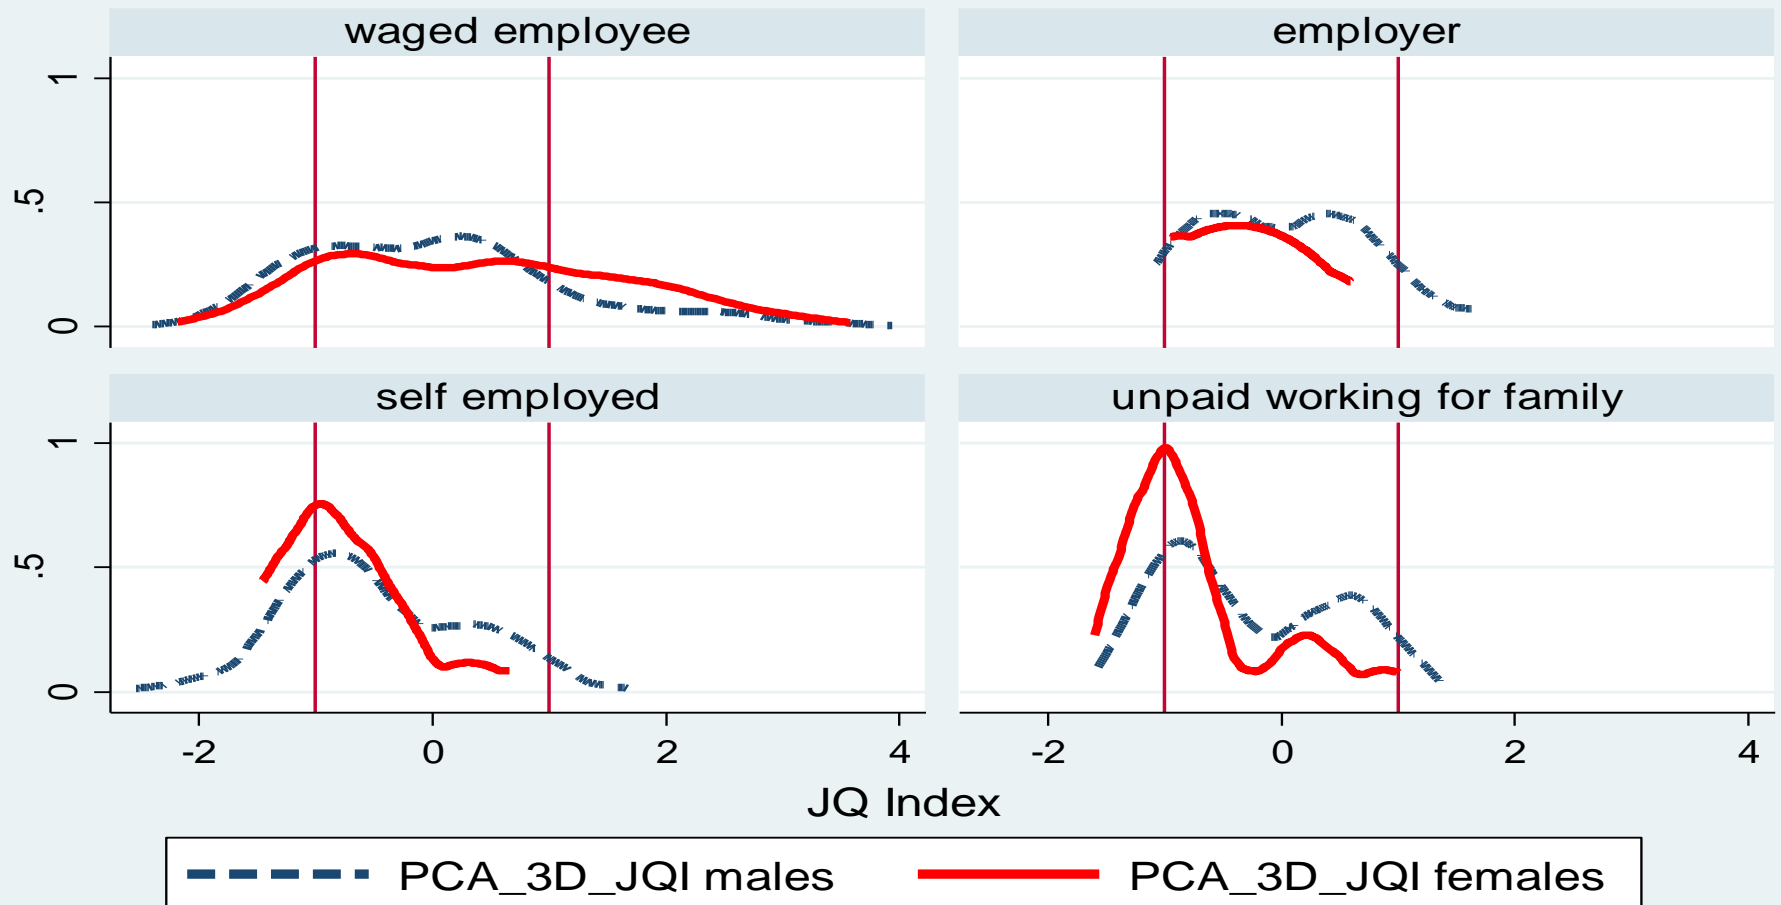 waged employee
employer
1
.5
0
self employed
unpaid working for family
1
.5
0
-2 0 2 4
-2 0 2 4
JQ Index
PCA_3D_JQI males
PCA_3D_JQI females